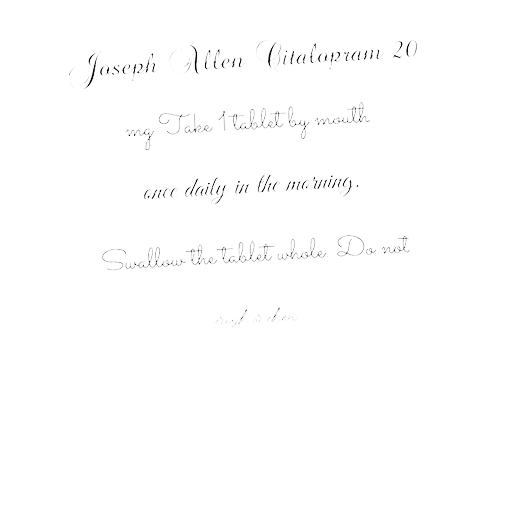 Joseph Allen Citalopram 20
mg Take 1 tablet by mouth
once daily in the morning.
Swallow the tablet whole. Do not